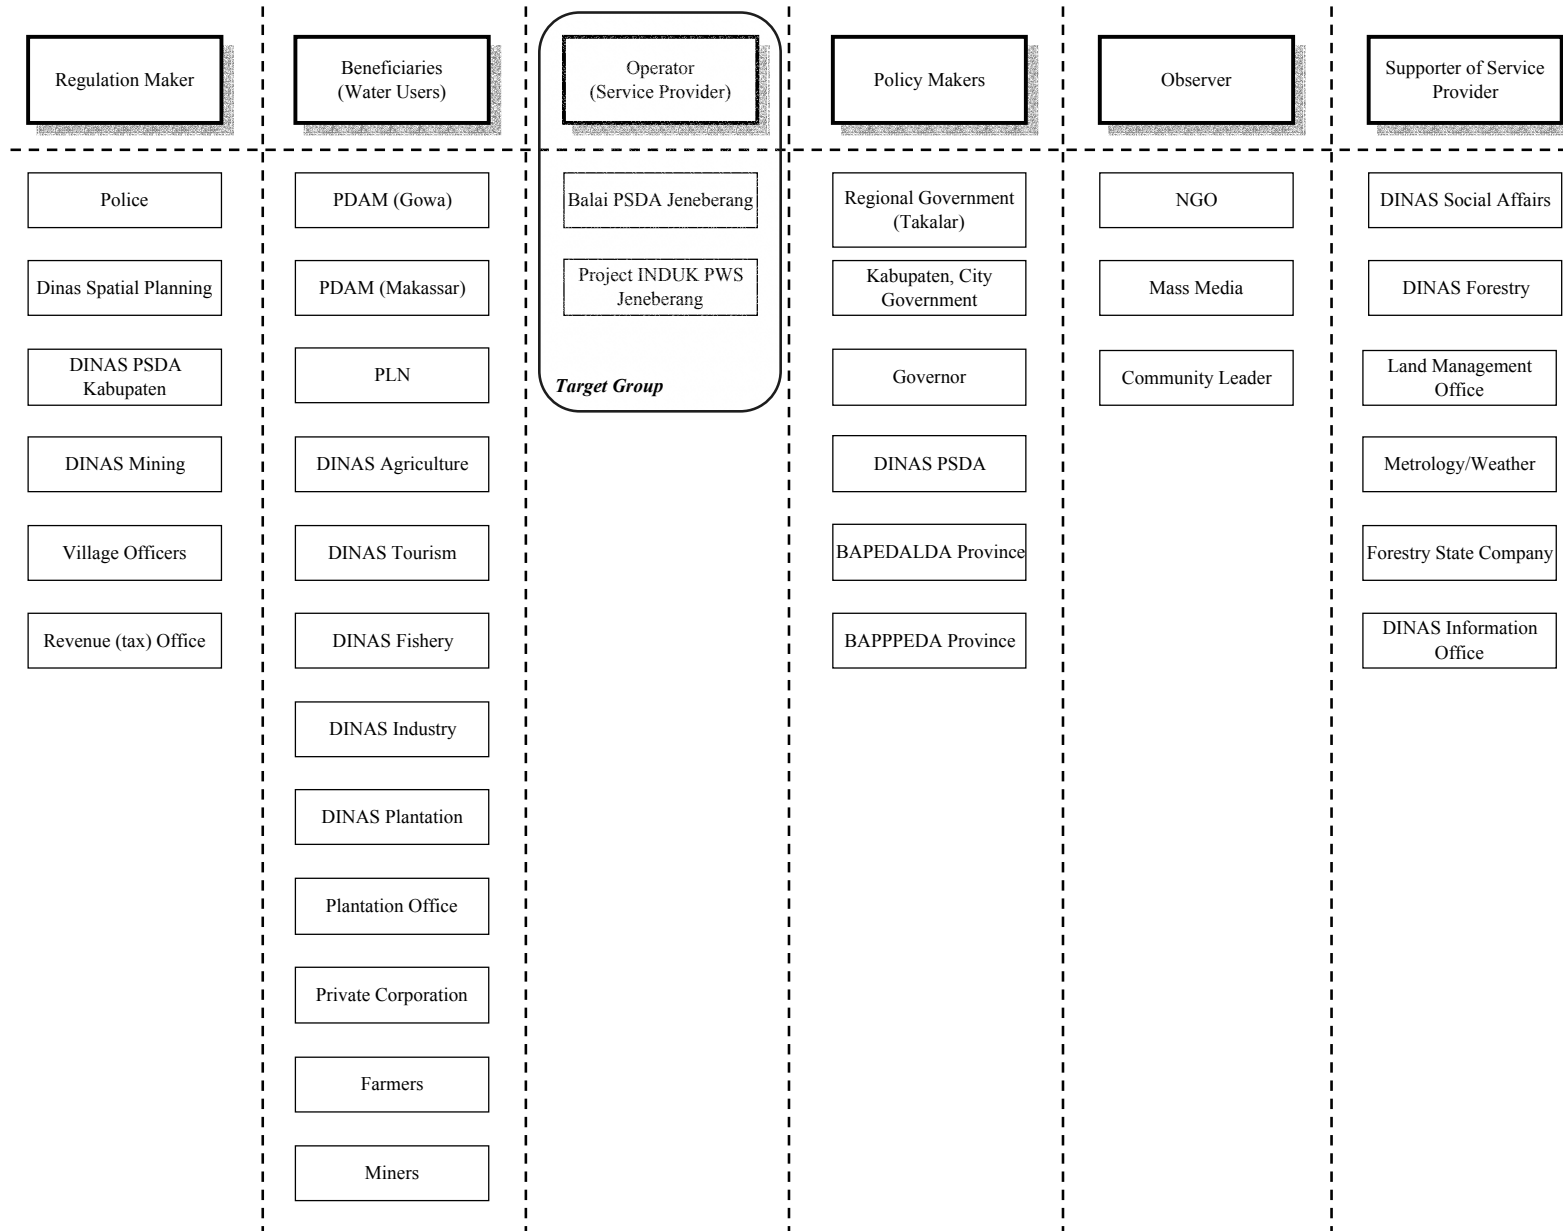 Regulation Maker
Beneficiaries
(Water Users)
Operator
(Service Provider)
Policy Makers
Observer
Supporter of Service
Provider
Police
Dinas Spatial Planning
DINAS PSDA
Kabupaten
DINAS Mining
Village Officers
Revenue (tax) Office
PDAM (Gowa)
PDAM (Makassar)
PLN
DINAS Agriculture
DINAS Tourism
DINAS Fishery
DINAS Industry
DINAS Plantation
Plantation Office
Private Corporation
Farmers
Miners
Balai PSDA Jeneberang
Project INDUK PWS
Jeneberang
Target Group
Regional Government
(Takalar)
Kabupaten, City
Government
Governor
DINAS PSDA
BAPEDALDA Province
BAPPPEDA Province
NGO
Mass Media
Community Leader
DINAS Social Affairs
DINAS Forestry
Land Management
Office
Metrology/Weather
Forestry State Company
DINAS Information
Office